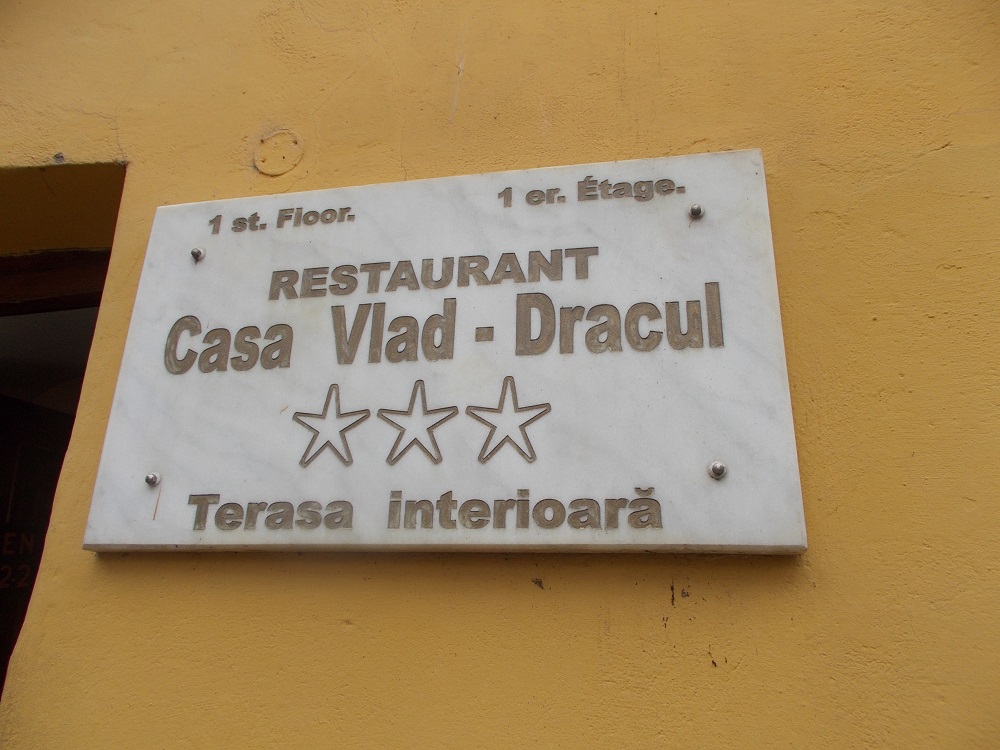 1 st. Floor. 1 er. Étage.
RESTAURANT
Casa Vlad - Dracul
Terasa interioară